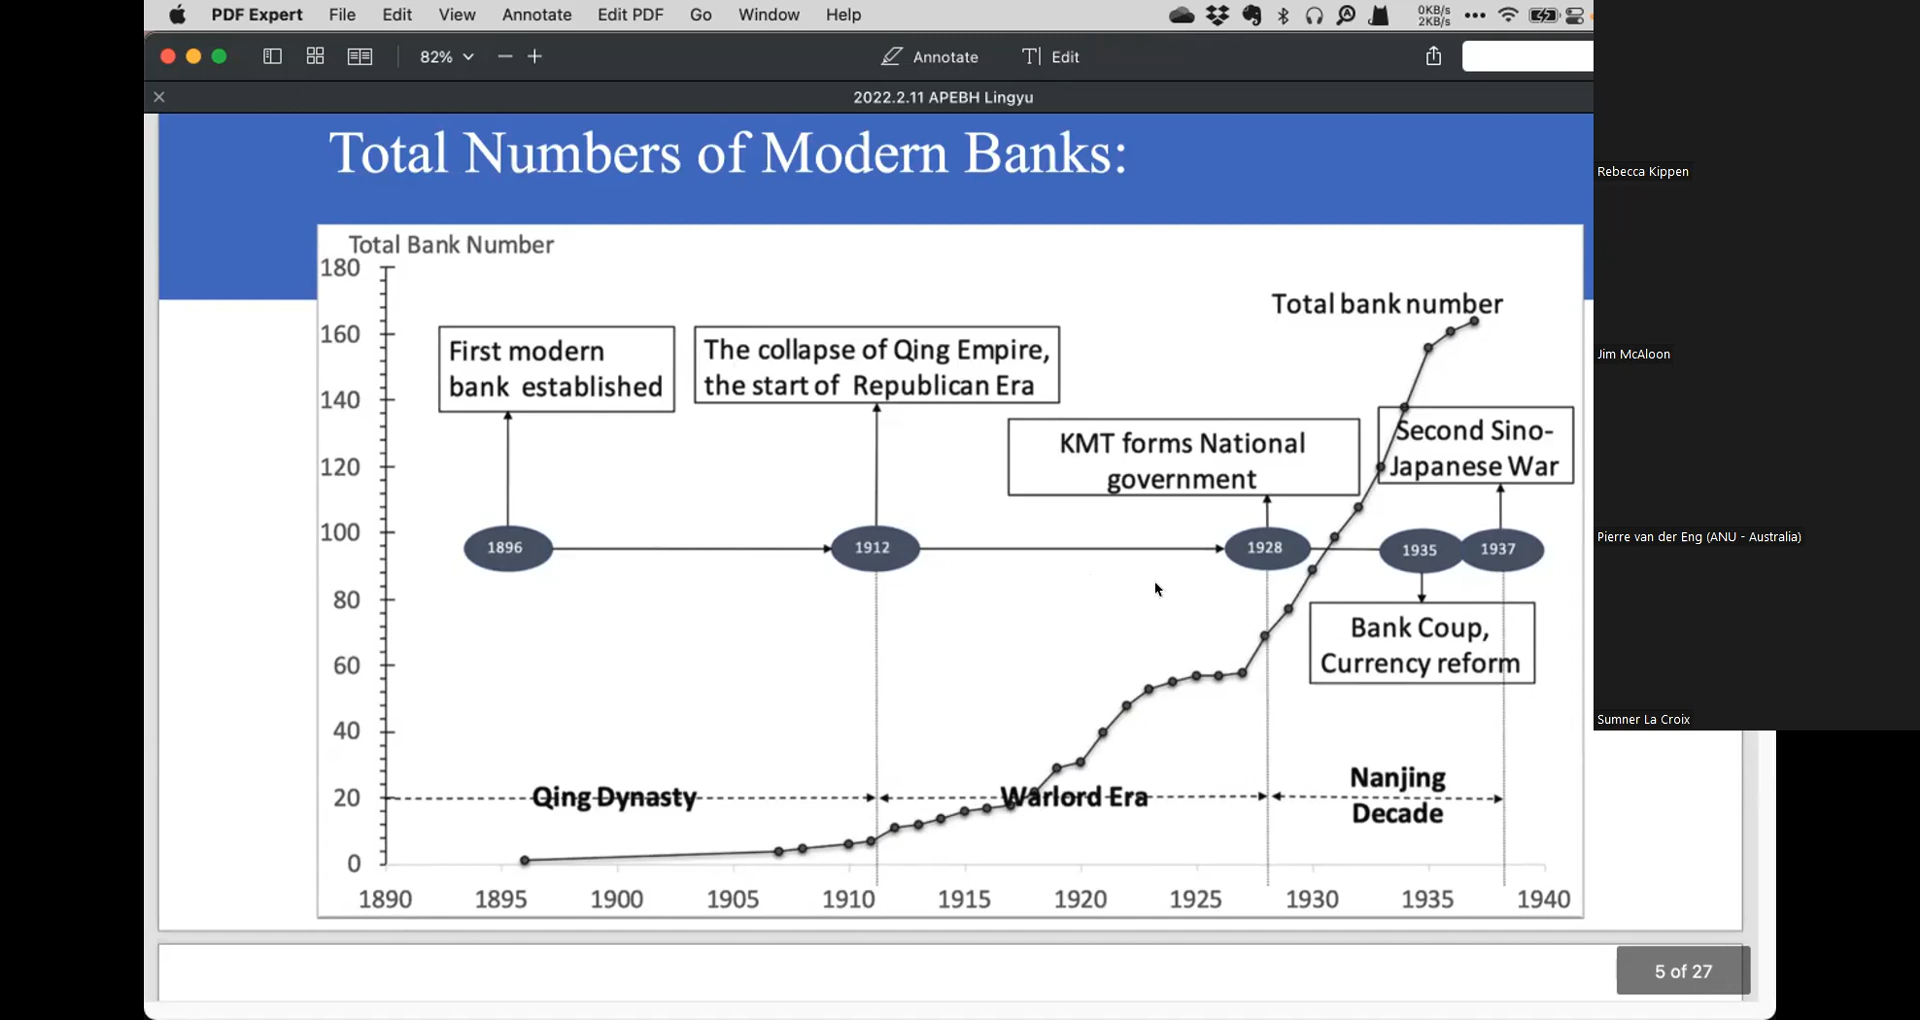 PDF Expert File Edit View Annotate Edit PDF Go Window Help
0KB/s
2KB/s
82% Annotate Edit
2022.2.11 APEBH Lingyu
Total Numbers of Modern Banks:
Total Bank Number
180
160
140
120
100
80
60
40
20
0
Total bank number
First modern
bank established
The collapse of Qing Empire,
the start of Republican Era
KMT forms National
government
Second Sino-
Japanese War
1896 1912 1928 1935 1937
Bank Coup,
Currency reform
Qing Dynasty
Warlord Era
Nanjing
Decade
1890 1895 1900 1905 1910 1915 1920 1925 1930 1935 1940
5 of 27
Rebecca Kippen
Jim McAloon
Pierre van der Eng (ANU - Australia)
Sumner La Croix